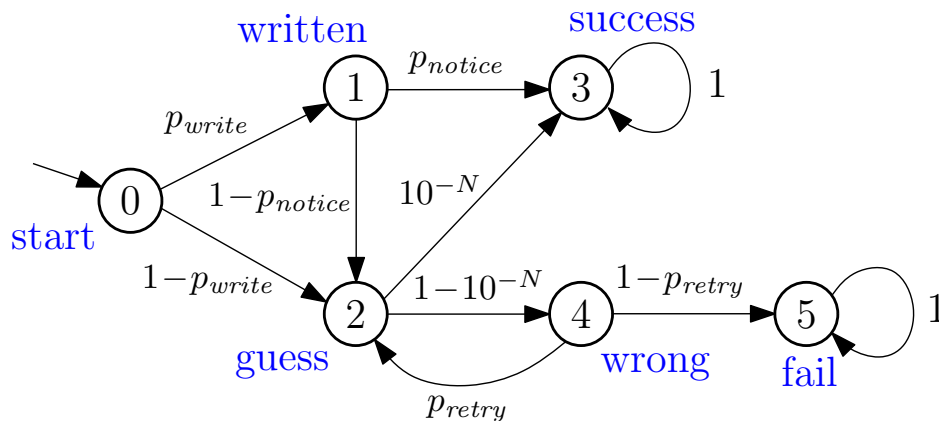 success
written
p_notice
1
3
1
p_write
0
1−p_notice
10^−N
start
1−p_write
1−10^−N
1−p_retry
2
4
5
1
guess
wrong
fail
p_retry